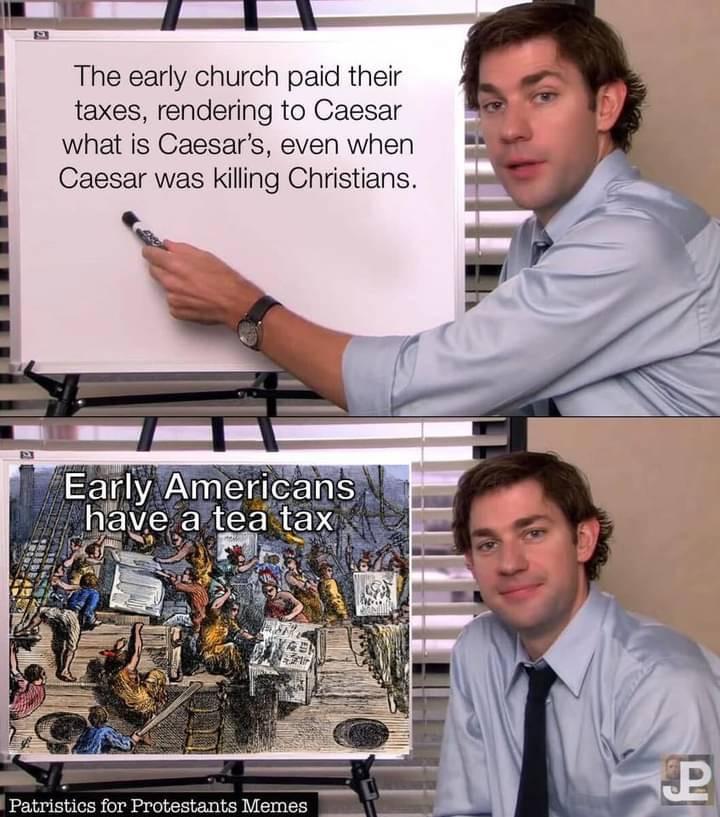 The early church paid their
taxes, rendering to Caesar
what is Caesar's, even when
Caesar was killing Christians.
EXPO
Early Americans
have a tea tax
Patristics for Protestants Memes
JP